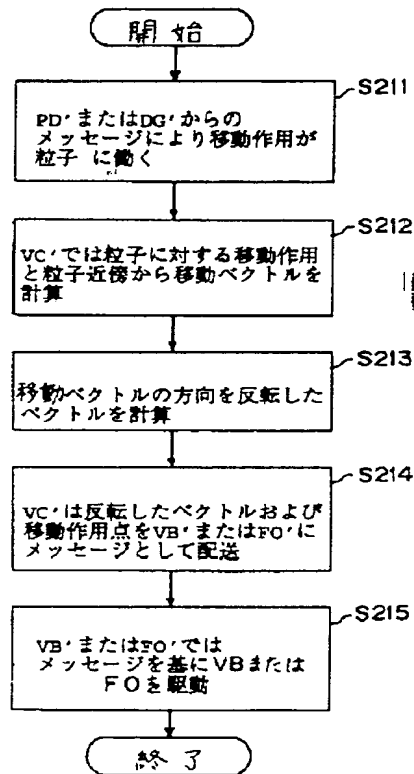 開始
S211
PD'またはDG'からの
メッセージにより移動作用が
粒子 に働く
S212
VC'では粒子に対する移動作用
と粒子近傍から移動ベクトルを
計算
S213
移動ベクトルの方向を反転した
ベクトルを計算
S214
VC'は反転したベクトルおよび
移動作用点をVB'またはFO'に
メッセージとして配送
S215
VB'またはFO'では
メッセージを基にVBまたは
FOを駆動
終了